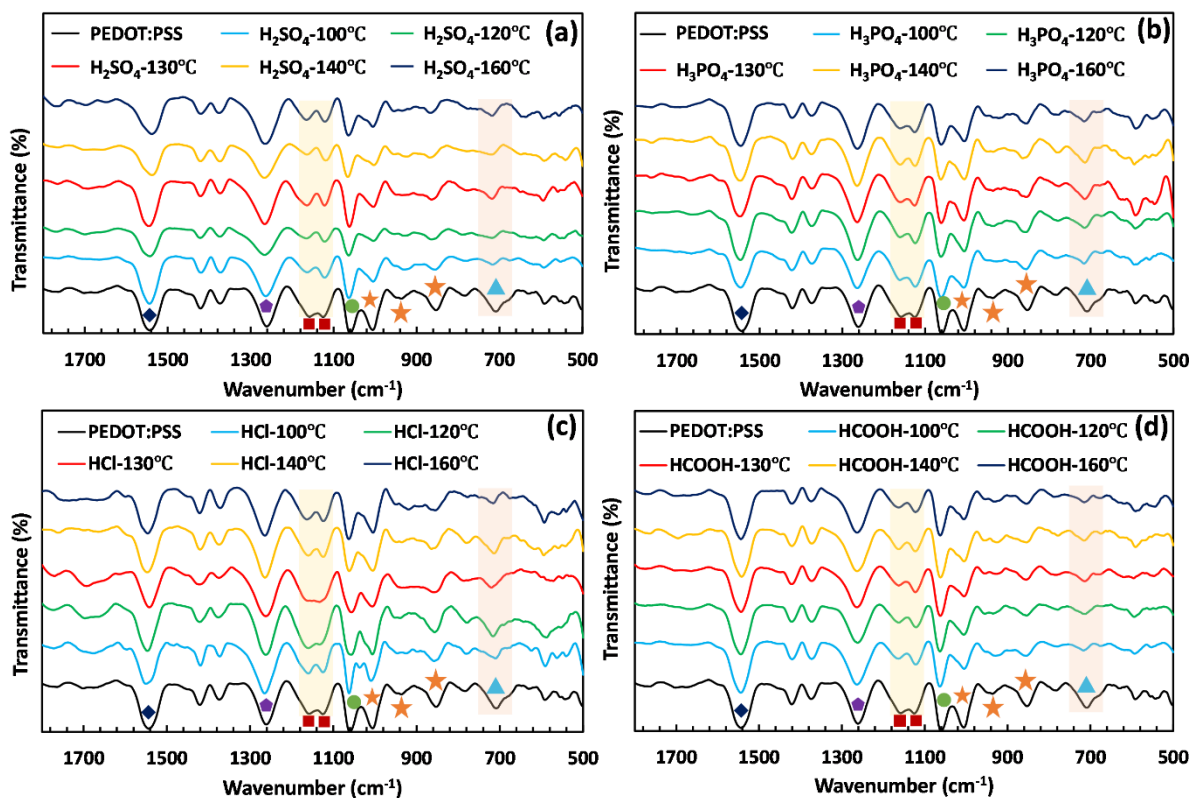 PEDOT:PSS H₂SO₄-100℃ H₂SO₄-120℃ (a)
H₂SO₄-130℃ H₂SO₄-140℃ H₂SO₄-160℃
Transmittance (%)
1700 1500 1300 1100 900 700 500
Wavenumber (cm⁻¹)
PEDOT:PSS H₃PO₄-100℃ H₃PO₄-120℃ (b)
H₃PO₄-130℃ H₃PO₄-140℃ H₃PO₄-160℃
Transmittance (%)
1700 1500 1300 1100 900 700 500
Wavenumber (cm⁻¹)
PEDOT:PSS HCl-100℃ HCl-120℃ (c)
HCl-130℃ HCl-140℃ HCl-160℃
Transmittance (%)
1700 1500 1300 1100 900 700 500
Wavenumber (cm⁻¹)
PEDOT:PSS HCOOH-100℃ HCOOH-120℃ (d)
HCOOH-130℃ HCOOH-140℃ HCOOH-160℃
Transmittance (%)
1700 1500 1300 1100 900 700 500
Wavenumber (cm⁻¹)